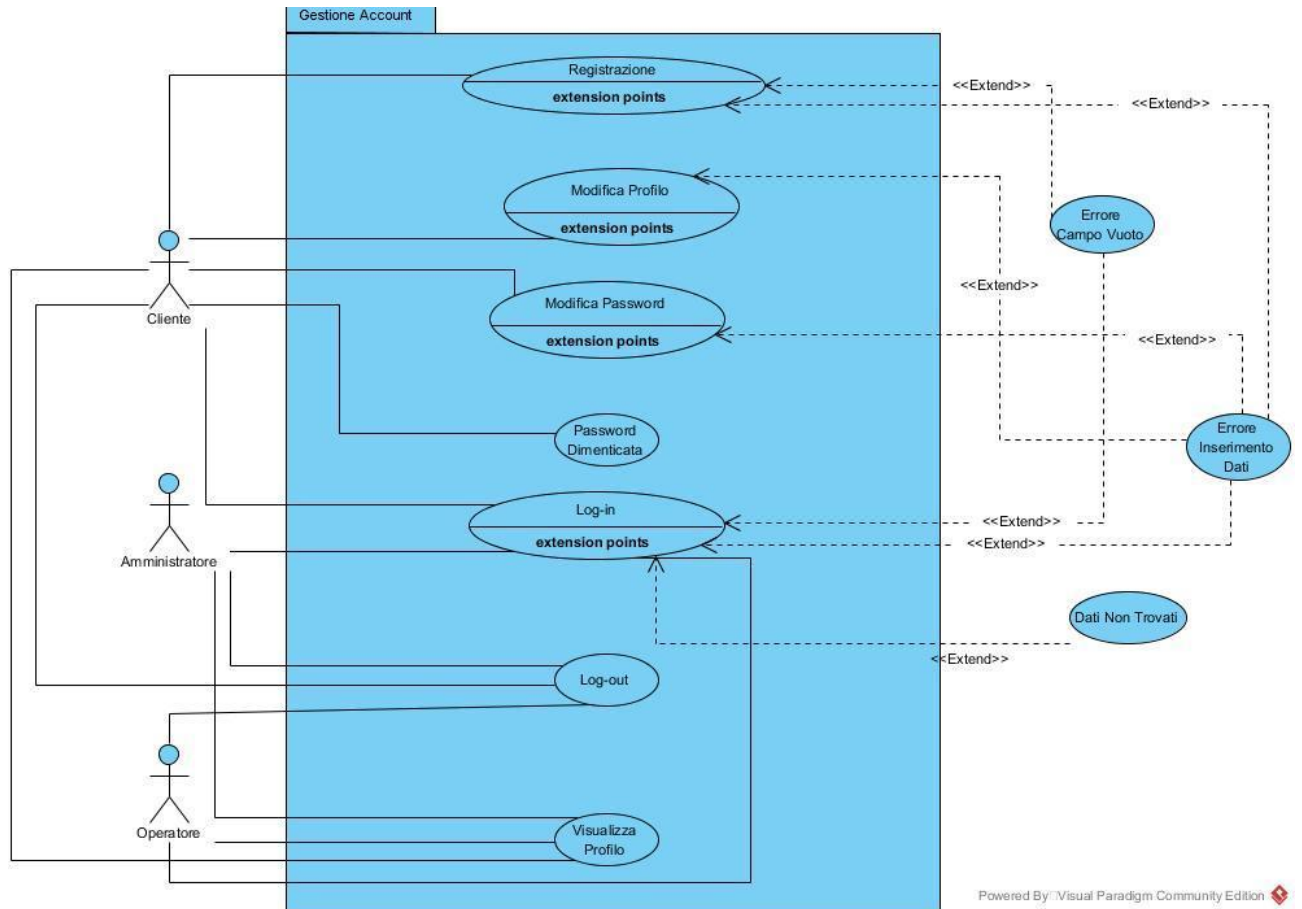 Gestione Account
Registrazione
extension points
<<Extend>>
<<Extend>>
Modifica Profilo
extension points
Errore
Campo Vuoto
<<Extend>>
Cliente
Modifica Password
extension points
<<Extend>>
Password
Dimenticata
Errore
Inserimento
Dati
Log-in
extension points
<<Extend>>
<<Extend>>
Amministratore
Dati Non Trovati
<<Extend>>
Log-out
Operatore
Visualizza
Profilo
Powered By Visual Paradigm Community Edition